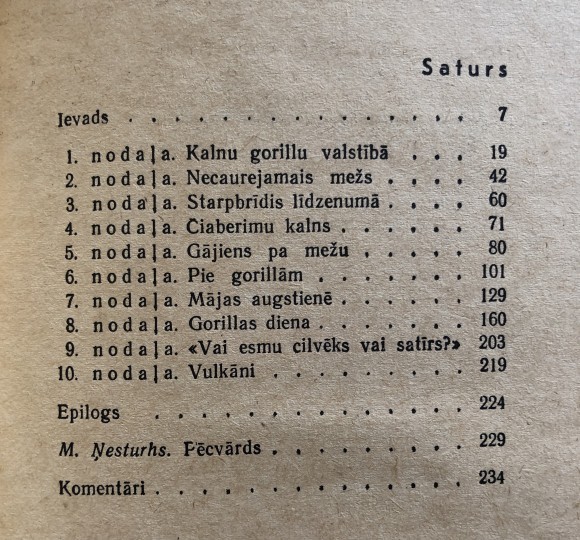 Saturs
Ievads . . . . . . . . . . . . . . . 7
1. nodaļa. Kalnu gorillu valstībā . . . 19
2. nodaļa. Necaurejamais mežs . . . . 42
3. nodaļa. Starpbrīdis līdzenumā . . . 60
4. nodaļa. Čiaberimu kalns . . . . . 71
5. nodaļa. Gājiens pa mežu . . . . . 80
6. nodaļa. Pie gorillām . . . . . . 101
7. nodaļa. Mājas augstienē . . . . . 129
8. nodaļa. Gorillas diena . . . . . . 160
9. nodaļa. «Vai esmu cilvēks vai satīrs?» 203
10. nodaļa. Vulkāni . . . . . . . . 219
Epilogs . . . . . . . . . . . . . . 224
M. Ņesturhs. Pēcvārds . . . . . . . . 229
Komentāri . . . . . . . . . . . . . 234